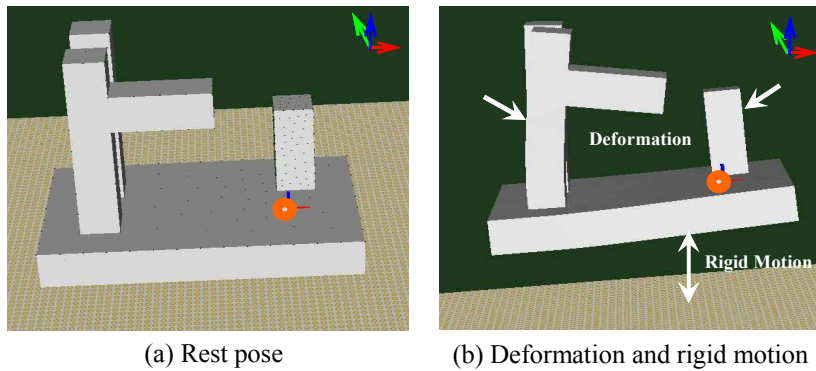 Deformation
Rigid Motion
(a) Rest pose
(b) Deformation and rigid motion